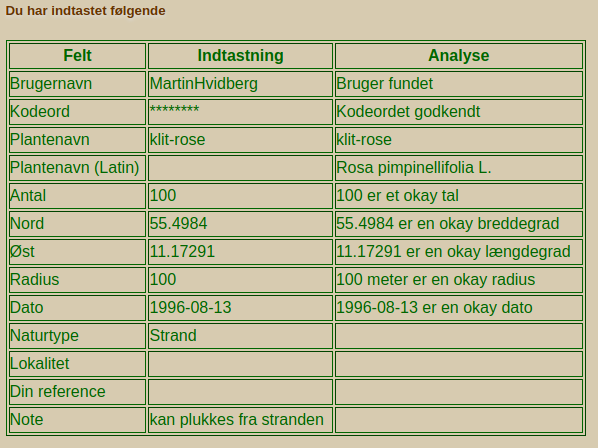 Du har indtastet følgende
Felt Indtastning Analyse
Brugernavn MartinHvidberg Bruger fundet
Kodeord ******** Kodeordet godkendt
Plantenavn klit-rose klit-rose
Plantenavn (Latin) Rosa pimpinellifolia L.
Antal 100 100 er et okay tal
Nord 55.4984 55.4984 er en okay breddegrad
Øst 11.17291 11.17291 er en okay længdegrad
Radius 100 100 meter er en okay radius
Dato 1996-08-13 1996-08-13 er en okay dato
Naturtype Strand
Lokalitet
Din reference
Note kan plukkes fra stranden